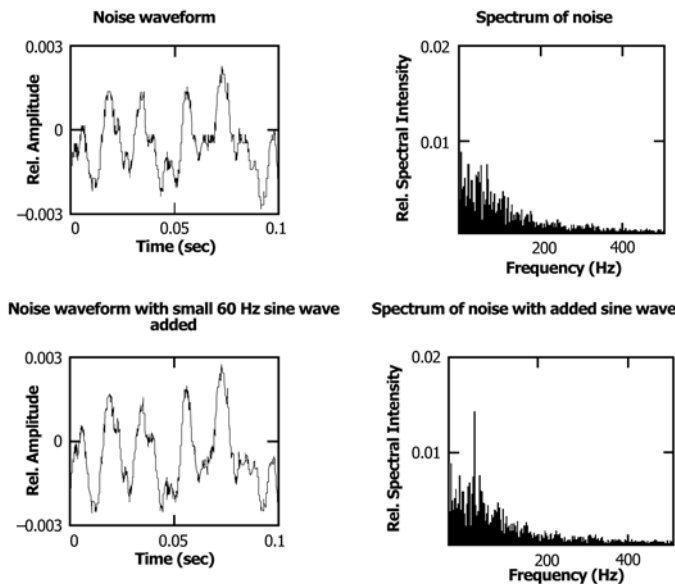 Noise waveform
Rel. Amplitude
0.003
0
−0.003
0
0.05
0.1
Time (sec)
Spectrum of noise
Rel. Spectral Intensity
0.02
0.01
200
400
Frequency (Hz)
Noise waveform with small 60 Hz sine wave
added
Rel. Amplitude
0.003
0
−0.003
0
0.05
0.1
Time (sec)
Spectrum of noise with added sine wave
Rel. Spectral Intensity
0.02
0.01
200
400
Frequency (Hz)